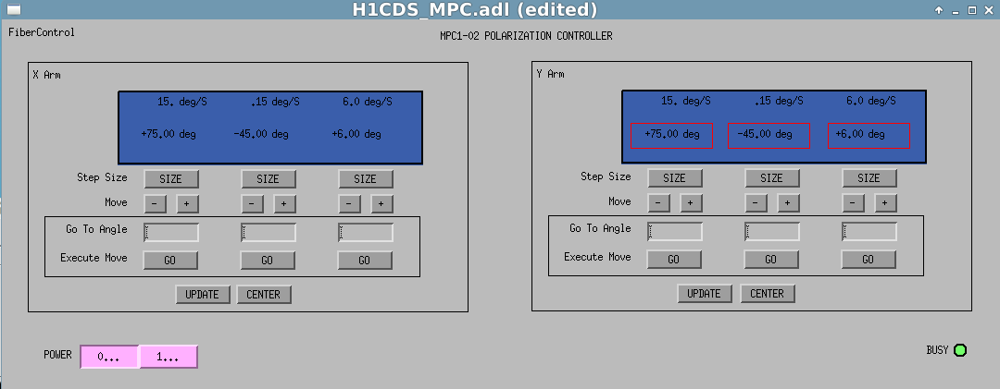 H1CDS_MPC.adl (edited)
FiberControl
MPC1-02 POLARIZATION CONTROLLER
X Arm
15. deg/S .15 deg/S 6.0 deg/S
+75.00 deg -45.00 deg +6.00 deg
Step Size SIZE SIZE SIZE
Move - + - + - +
Go To Angle
Execute Move GO GO GO
UPDATE CENTER
Y Arm
15. deg/S .15 deg/S 6.0 deg/S
+75.00 deg -45.00 deg +6.00 deg
Step Size SIZE SIZE SIZE
Move - + - + - +
Go To Angle
Execute Move GO GO GO
UPDATE CENTER
POWER 0... 1...
BUSY